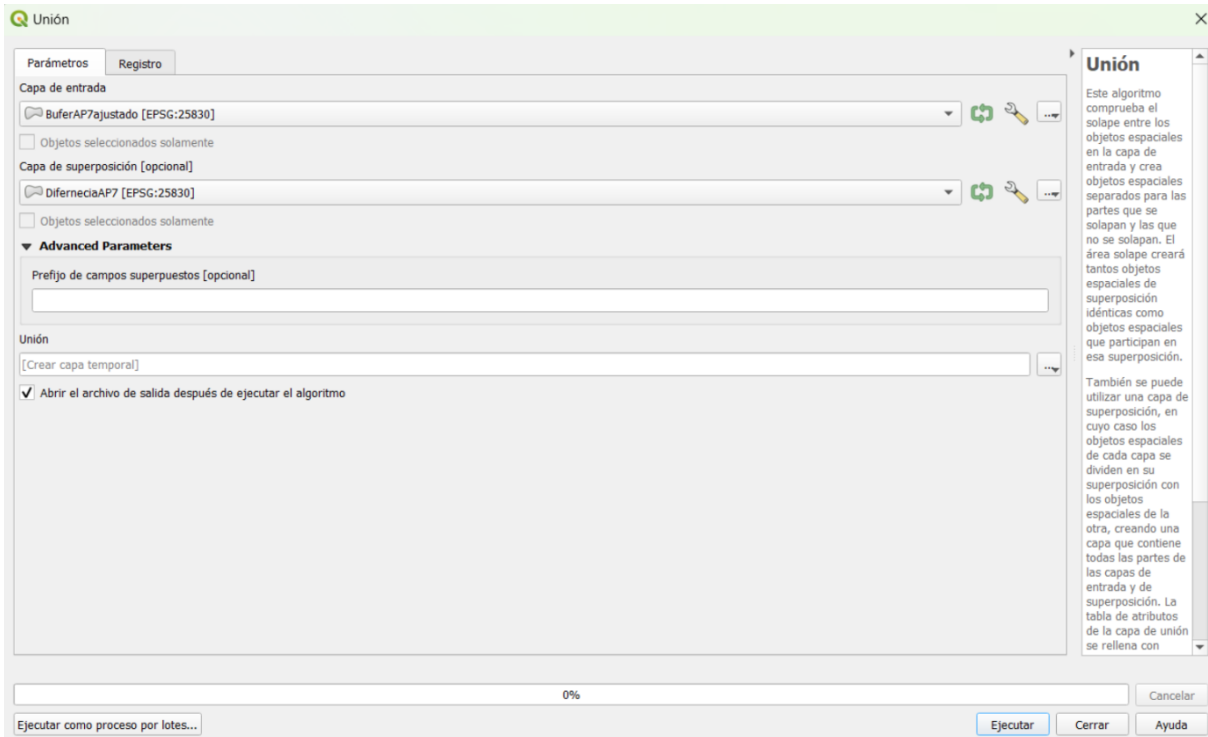 Unión
Parámetros
Registro
Capa de entrada
BuferAP7ajustado [EPSG:25830]
Objetos seleccionados solamente
Capa de superposición [opcional]
DiferneciaAP7 [EPSG:25830]
Objetos seleccionados solamente
Advanced Parameters
Prefijo de campos superpuestos [opcional]
Unión
[Crear capa temporal]
Abrir el archivo de salida después de ejecutar el algoritmo
Unión
Este algoritmo
comprueba el
solape entre los
objetos espaciales
en la capa de
entrada y crea
objetos espaciales
separados para las
partes que se
solapan y las que
no se solapan. El
área solape creará
tantos objetos
espaciales de
superposición
idénticas como
objetos espaciales
que participan en
esa superposición.
También se puede
utilizar una capa de
superposición, en
cuyo caso los
objetos espaciales
de cada capa se
dividen en su
superposición con
los objetos
espaciales de la
otra, creando una
capa que contiene
todas las partes de
las capas de
entrada y de
superposición. La
tabla de atributos
de la capa de unión
se rellena con
0%
Cancelar
Ejecutar como proceso por lotes...
Ejecutar
Cerrar
Ayuda